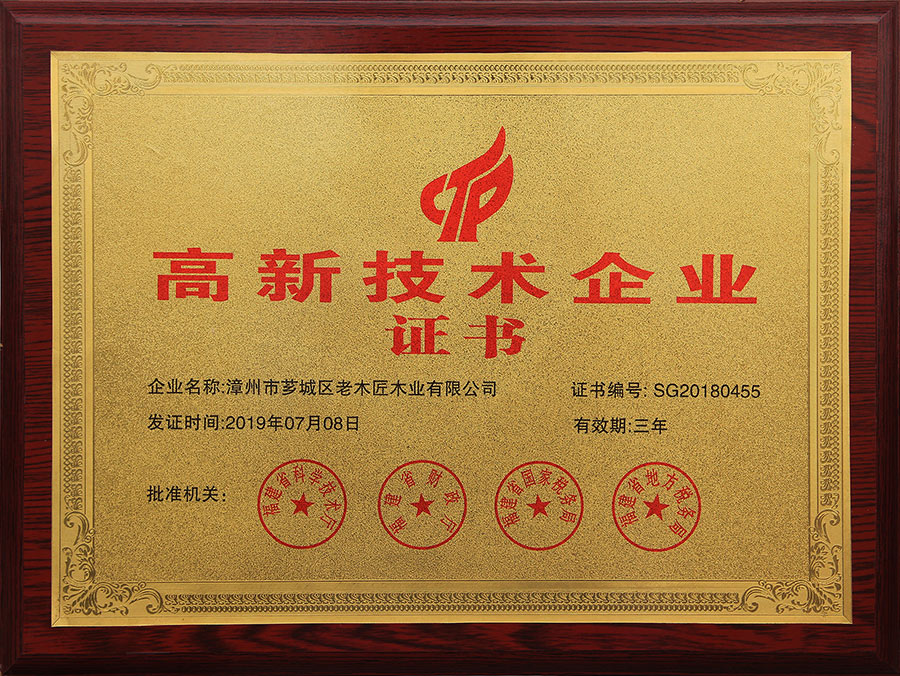 CTP
高新技术企业
证书
企业名称:漳州市芗城区老木匠木业有限公司
证书编号: SG20180455
发证时间:2019年07月08日
有效期:三年
批准机关:
福建省科学技术厅
福建省财政厅
福建省国家税务局
福建省地方税务局